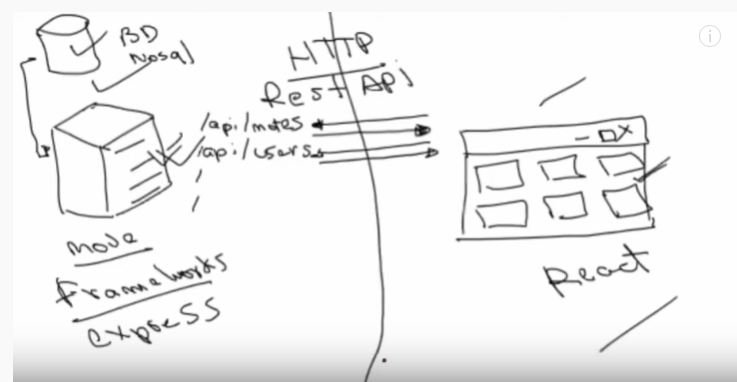 BD
Nosql
HTTP
Rest API
/api/notes
/api/users
- □ X
node
frameworks
express
React